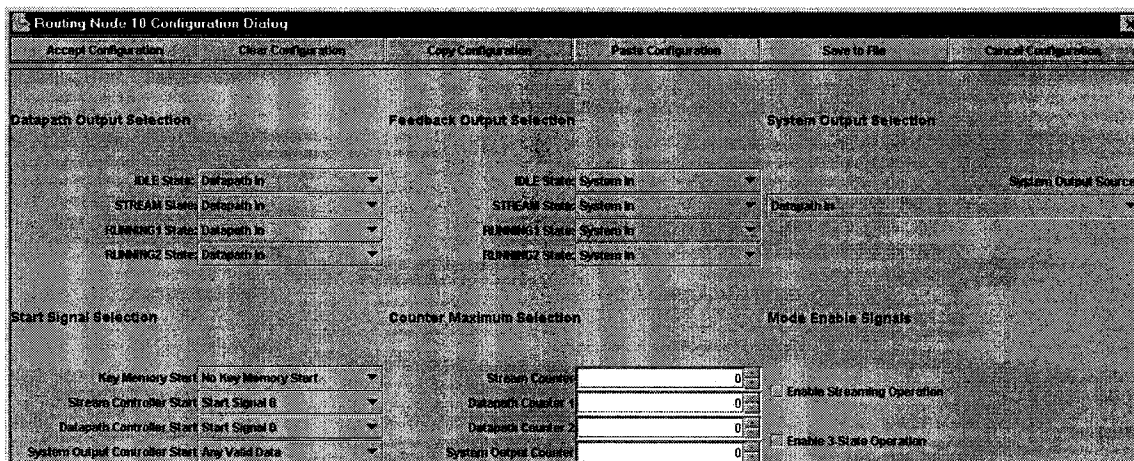 Routing Node 10 Configuration Dialog
Accept Configuration Clear Configuration Copy Configuration Paste Configuration Save to File Cancel Configuration
Datapath Output Selection Feedback Output Selection System Output Selection
IDLE State: Datapath In IDLE State: System In System Output Source
STREAM State: Datapath In STREAM State: System In Datapath In
RUNNING1 State: Datapath In RUNNING1 State: System In
RUNNING2 State: Datapath In RUNNING2 State: System In
Start Signal Selection Counter Maximum Selection Mode Enable Signals
Key Memory Start No Key Memory Start Stream Counter 0
Enable Streaming Operation
Stream Controller Start Start Signal 0 Datapath Counter 1 0
Datapath Controller Start Start Signal 0 Datapath Counter 2 0
Enable 3-State Operation
System Output Controller Start Any Valid Data System Output Counter 0